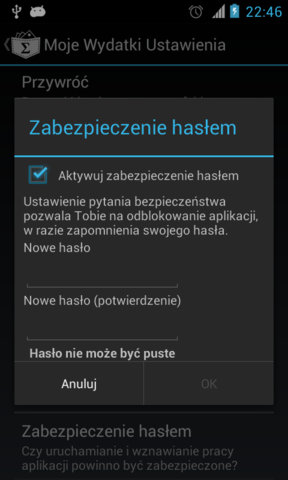 22:46
Moje Wydatki Ustawienia
Przywróć
Zabezpieczenie hasłem
Aktywuj zabezpieczenie hasłem
Ustawienie pytania bezpieczeństwa
pozwala Tobie na odblokowanie aplikacji,
w razie zapomnienia swojego hasła.
Nowe hasło
Nowe hasło (potwierdzenie)
Hasło nie może być puste
Anuluj OK
Zabezpieczenie hasłem
Czy uruchamianie i wznawianie pracy
aplikacji powinno być zabezpieczone?